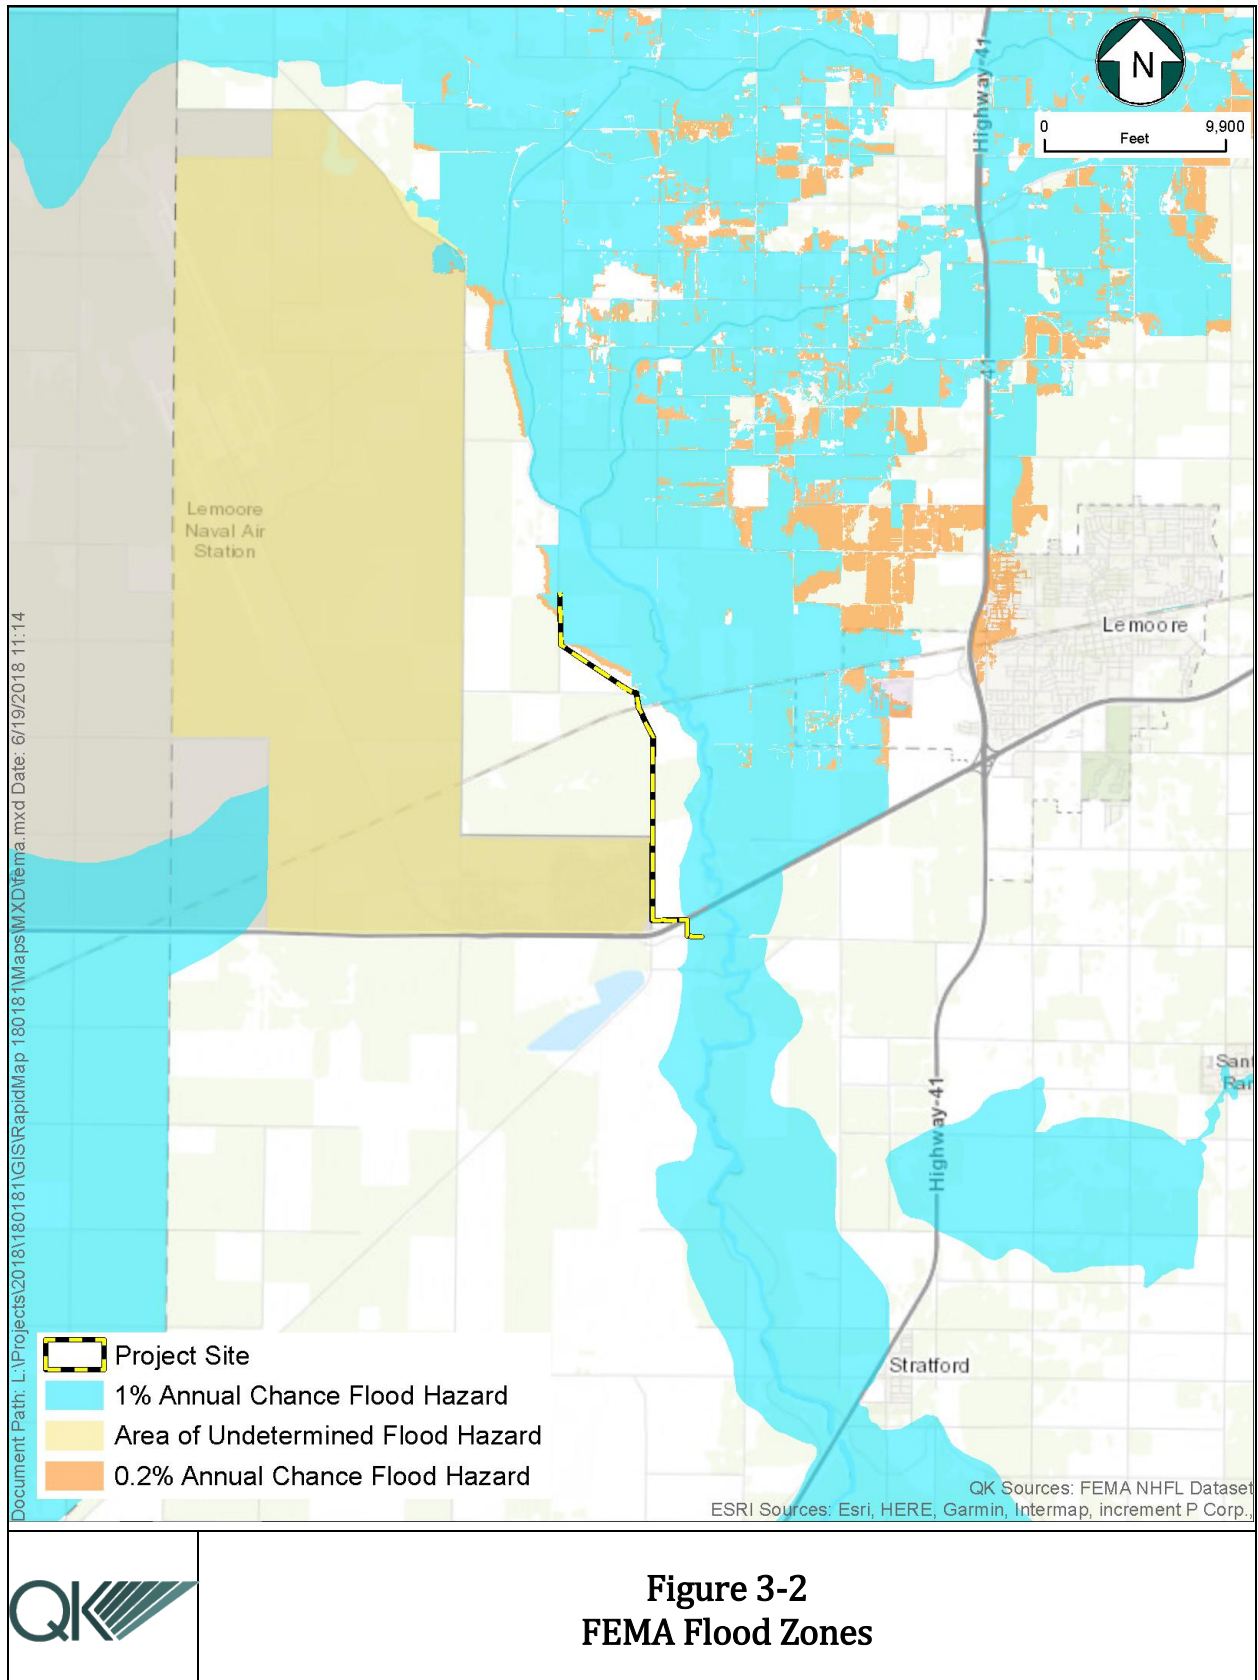 N
0 9,900
Feet
Highway-41
41
Lemoore
Naval Air
Station
Lemoore
Document Path: L:\Projects\2018\180181\GIS\RapidMap 180181\Maps\MXD\fema.mxd Date: 6/19/2018 11:14
San
Ran
Highway-41
Stratford
Project Site
1% Annual Chance Flood Hazard
Area of Undetermined Flood Hazard
0.2% Annual Chance Flood Hazard
QK Sources: FEMA NHFL Dataset
ESRI Sources: Esri, HERE, Garmin, Intermap, increment P Corp.,
QK
Figure 3-2
FEMA Flood Zones